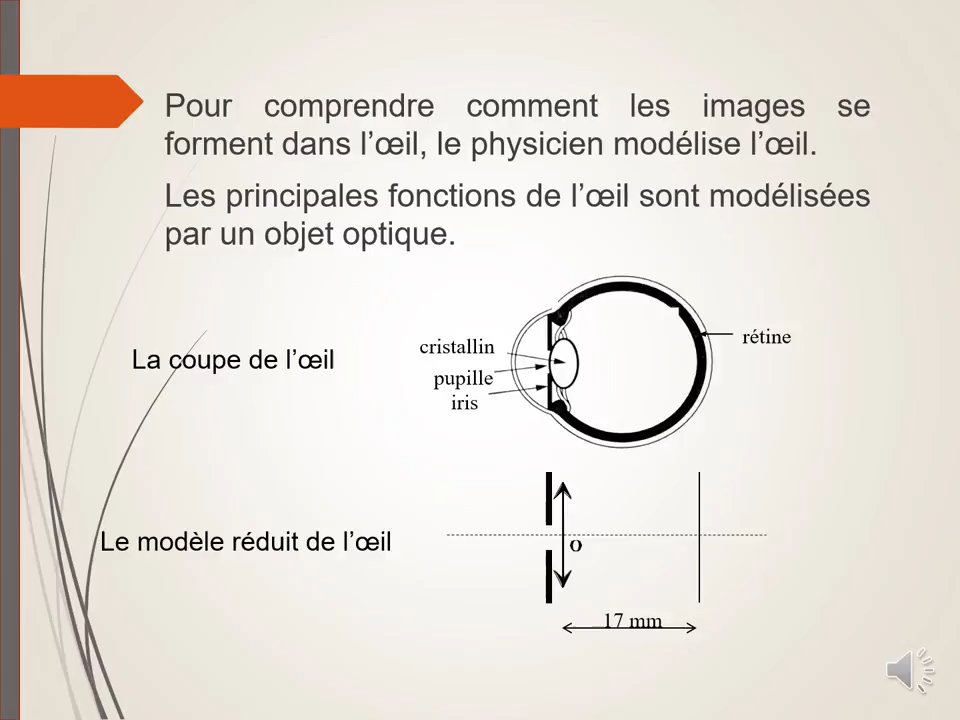 Pour comprendre comment les images se
forment dans l’œil, le physicien modélise l’œil.
Les principales fonctions de l’œil sont modélisées
par un objet optique.
La coupe de l’œil
cristallin
pupille
iris
rétine
Le modèle réduit de l’œil
O
17 mm